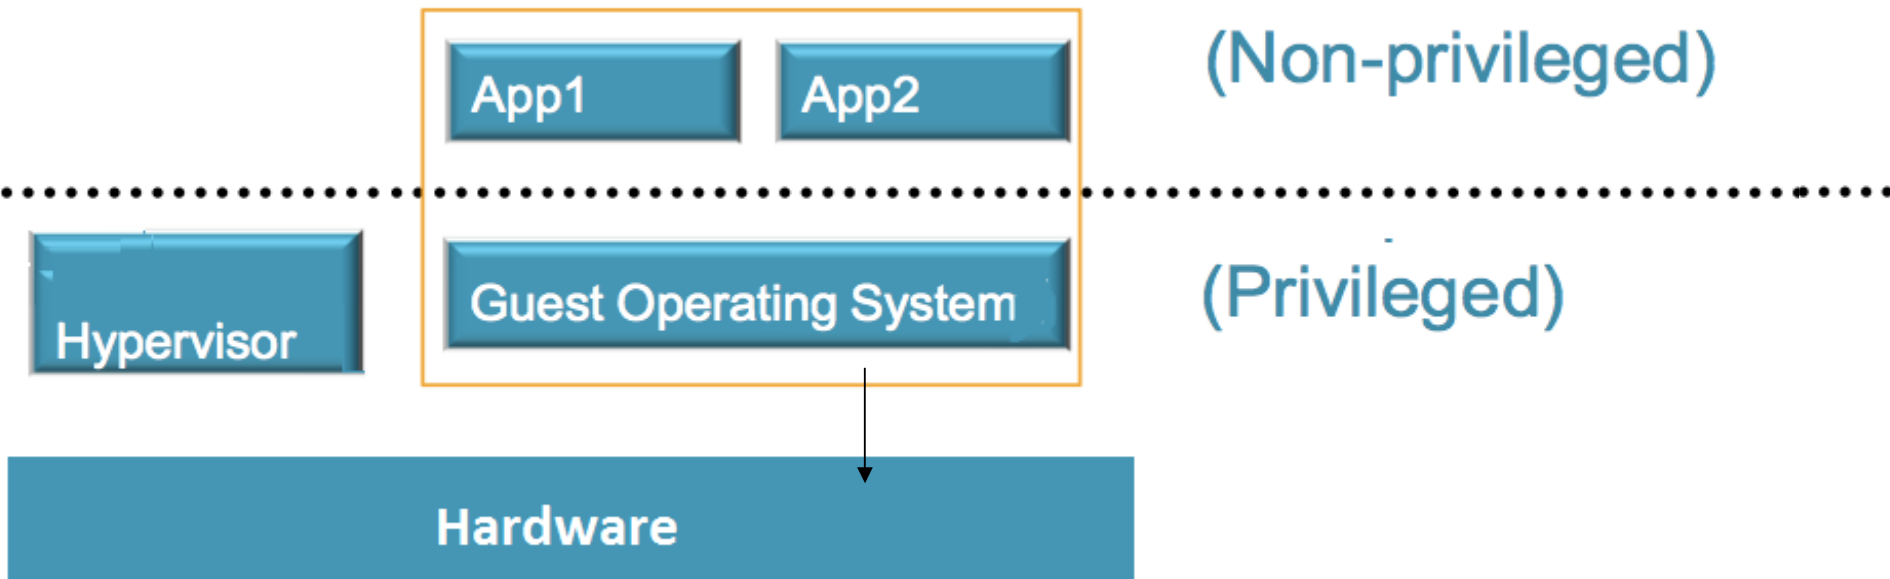 App1
App2
(Non-privileged)
Hypervisor
Guest Operating System
(Privileged)
Hardware